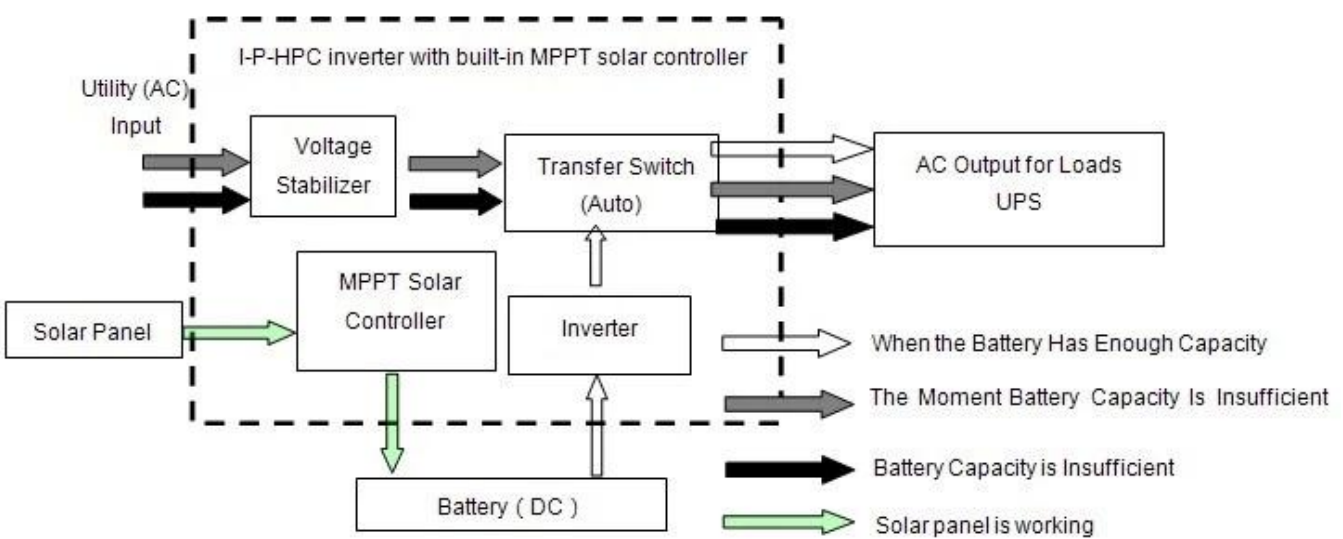 I-P-HPC inverter with built-in MPPT solar controller
Utility (AC)
Input
Voltage
Stabilizer
Transfer Switch
(Auto)
AC Output for Loads
UPS
MPPT Solar
Controller
Solar Panel
Inverter
When the Battery Has Enough Capacity
The Moment Battery Capacity Is Insufficient
Battery Capacity is Insufficient
Battery ( DC )
Solar panel is working